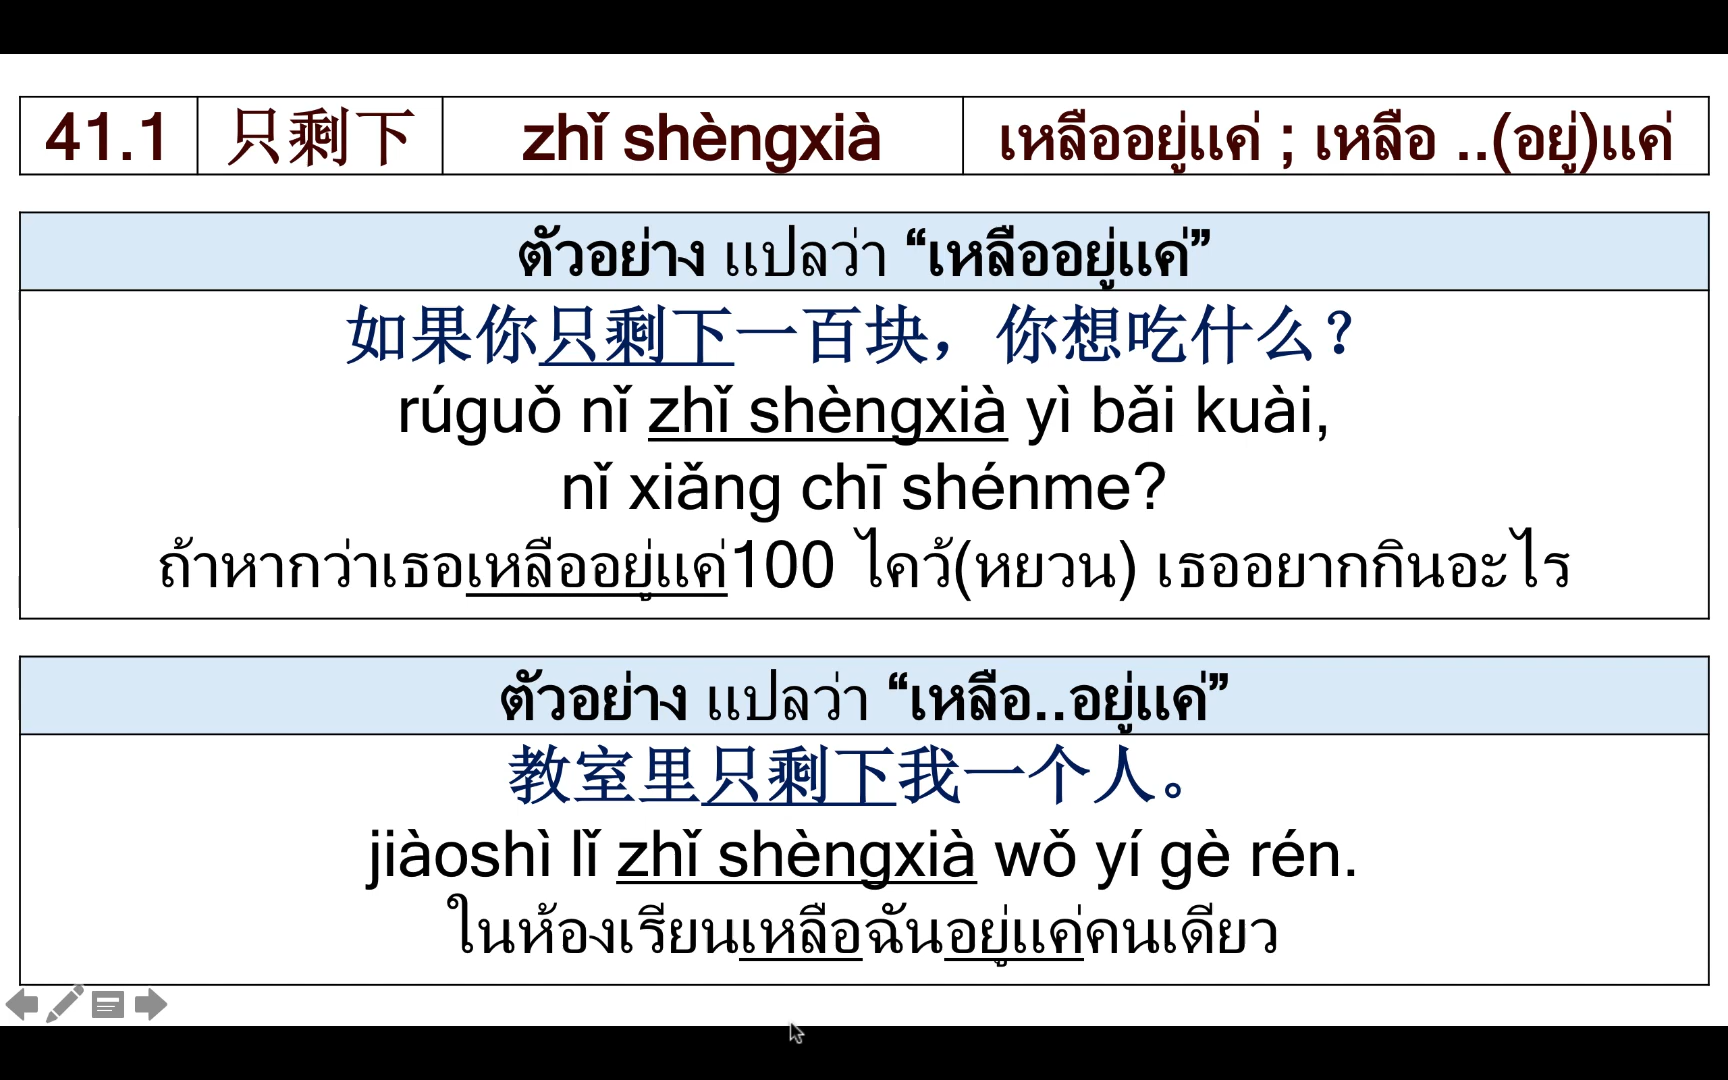 41.1 只剩下 zhǐ shèngxià เหลืออยู่แค่ ; เหลือ ..(อยู่)แค่
ตัวอย่าง แปลว่า “เหลืออยู่แค่”
如果你只剩下一百块，你想吃什么？
rúguǒ nǐ zhǐ shèngxià yì bǎi kuài,
nǐ xiǎng chī shénme?
ถ้าหากว่าเธอเหลืออยู่แค่100 ไคว้(หยวน) เธออยากกินอะไร
ตัวอย่าง แปลว่า “เหลือ..อยู่แค่”
教室里只剩下我一个人。
jiàoshì lǐ zhǐ shèngxià wǒ yí gè rén.
ในห้องเรียนเหลือฉันอยู่แค่คนเดียว